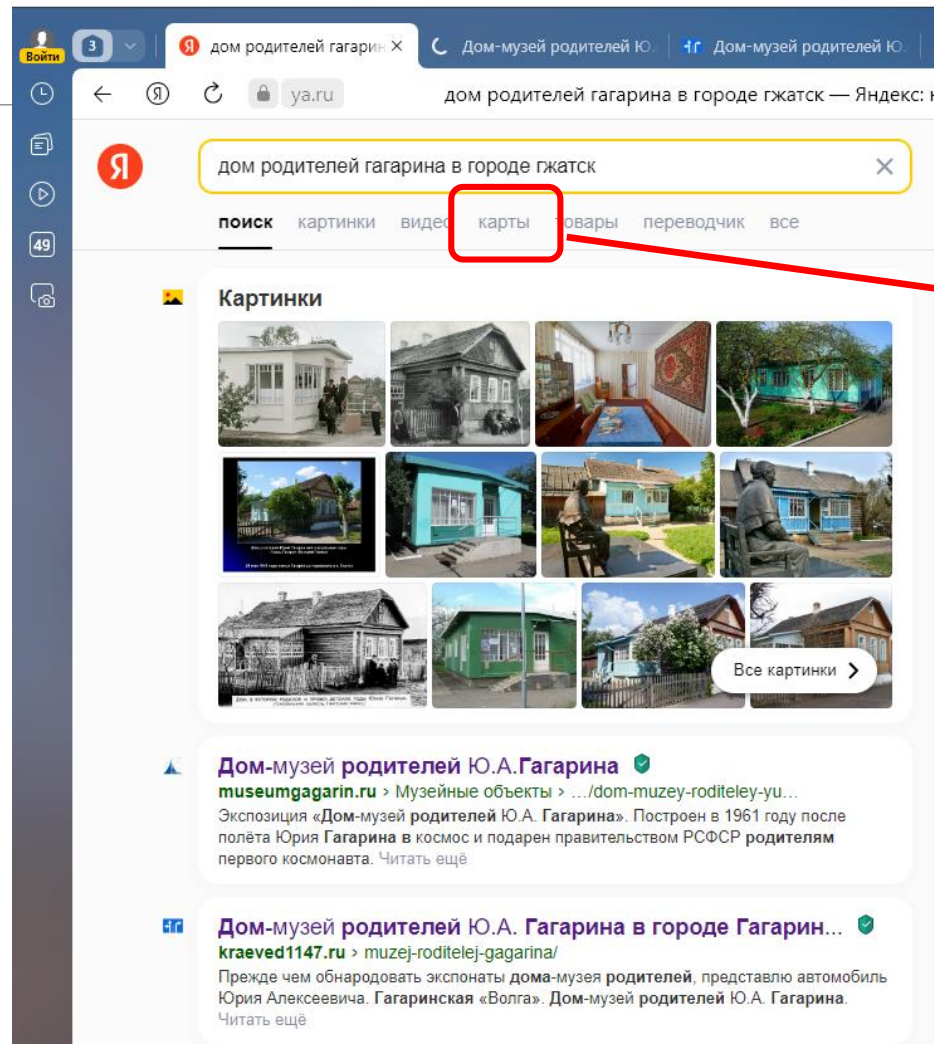 Войти
3
дом родителей гагарин
Дом-музей родителей Ю.
Дом-музей родителей Ю.
Я
ya.ru
дом родителей гагарина в городе гжатск — Яндекс:
Я
дом родителей гагарина в городе гжатск
поиск картинки видео карты товары переводчик все
49
Картинки
Все картинки
Дом-музей родителей Ю.А.Гагарина
museumgagarin.ru › Музейные объекты › …/dom-muzey-roditeley-yu…
Экспозиция «Дом-музей родителей Ю.А. Гагарина». Построен в 1961 году после
полёта Юрия Гагарина в космос и подарен правительством РСФСР родителям
первого космонавта. Читать ещё
Дом-музей родителей Ю.А. Гагарина в городе Гагарин...
kraeved1147.ru › muzej-roditelej-gagarina/
Прежде чем обнародовать экспонаты дома-музея родителей, представлю автомобиль
Юрия Алексеевича. Гагаринская «Волга». Дом-музей родителей Ю.А. Гагарина.
Читать ещё